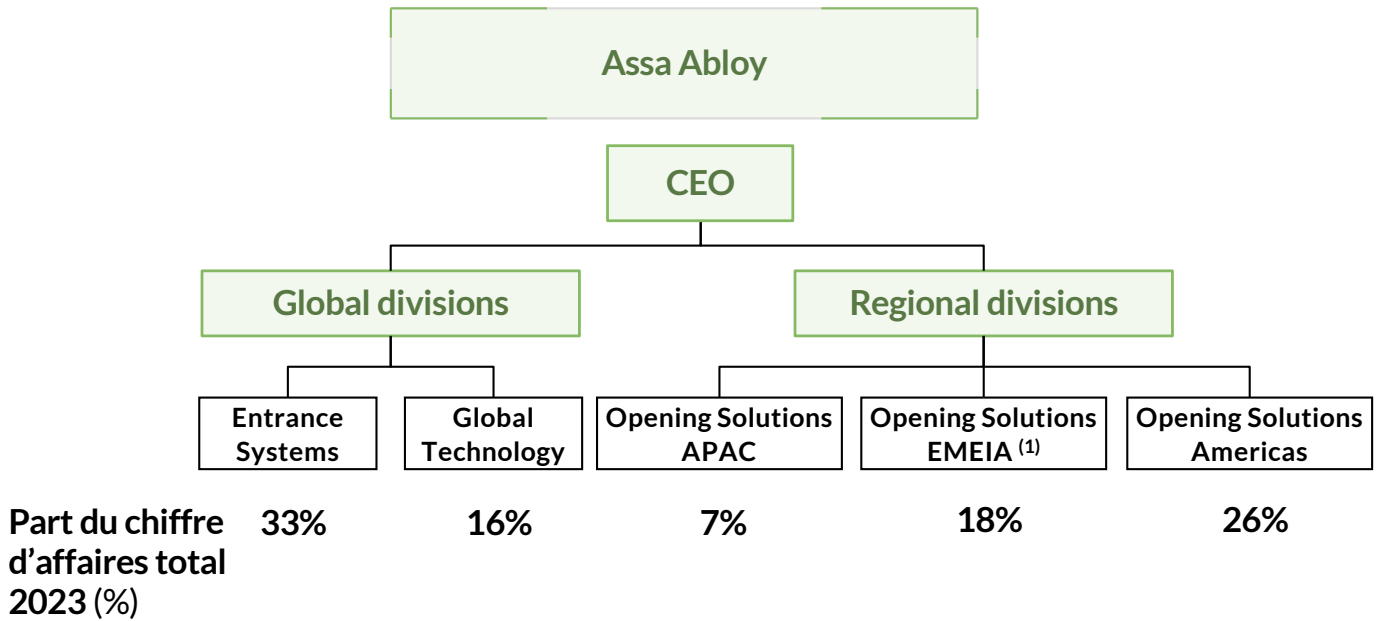 Assa Abloy
CEO
Global divisions
Regional divisions
Entrance
Systems
Global
Technology
Opening Solutions
APAC
Opening Solutions
EMEIA (1)
Opening Solutions
Americas
Part du chiffre
d’affaires total
2023 (%)
33%
16%
7%
18%
26%